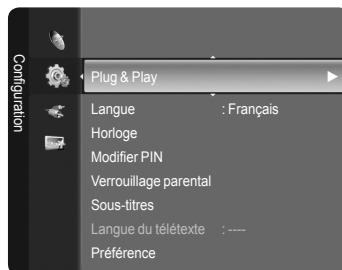 Configuration
Plug & Play
Langue : Français
Horloge
Modifier PIN
Verrouillage parental
Sous-titres
Langue du télétexte : ----
Préférence